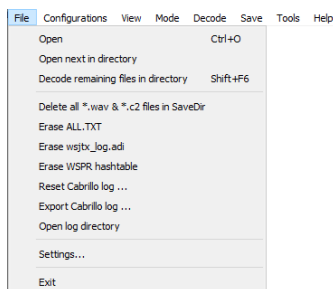 File Configurations View Mode Decode Save Tools Help
Open Ctrl+O
Open next in directory
Decode remaining files in directory Shift+F6
Delete all *.wav & *.c2 files in SaveDir
Erase ALL.TXT
Erase wsjtx_log.adi
Erase WSPR hashtable
Reset Cabrillo log ...
Export Cabrillo log ...
Open log directory
Settings...
Exit